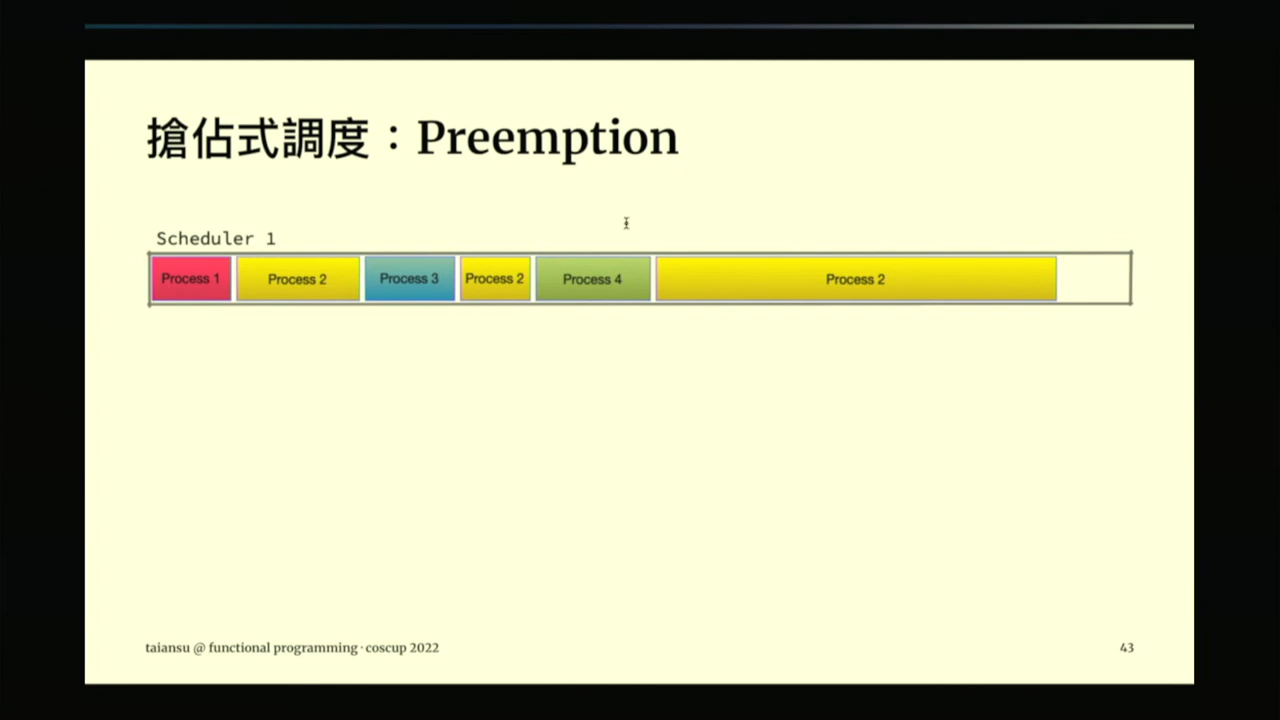 搶佔式調度：Preemption
Scheduler 1
Process 1 Process 2 Process 3 Process 2 Process 4 Process 2
taiansu @ functional programming · coscup 2022 43